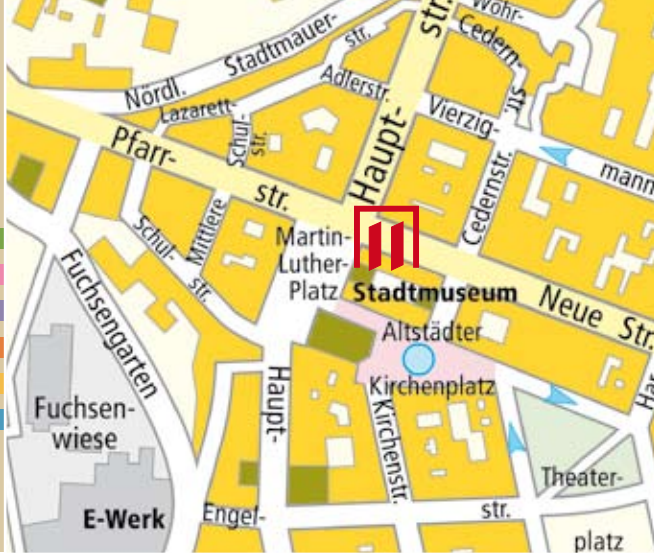 Wöhr-
str.
Cedern-
str.
Stadtmauer-
str.
Nördl.
Adlerstr.
Lazarett-
Vierzig-
mann
Schul-
str.
Haupt-
Pfarr-
str.
Cedernstr.
Mittlere
Schul-
str.
Martin-
Luther-
Platz
Stadtmuseum
Neue Str.
Fuchsengarten
Altstädter
Kirchenplatz
Har
Haupt-
Kirchenstr.
Fuchsen-
wiese
Theater-
platz
E-Werk
Engel-
str.